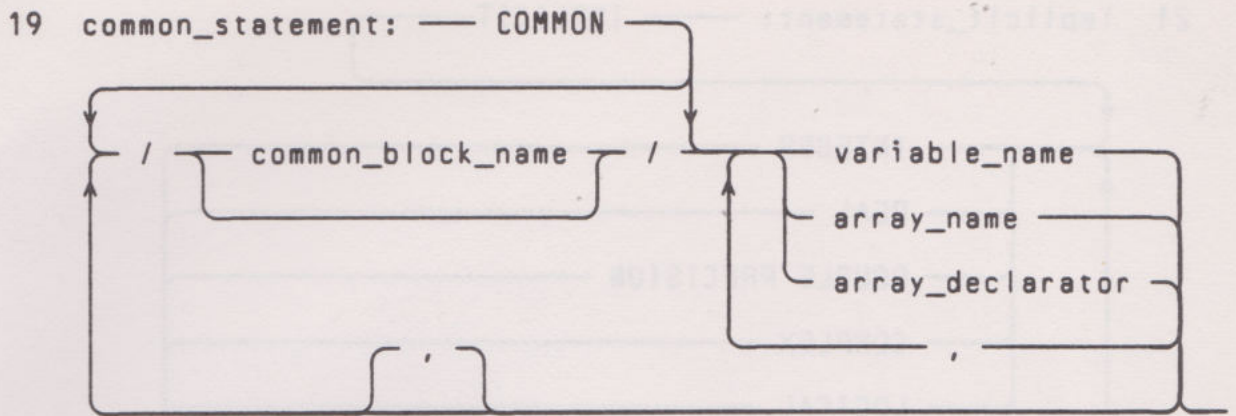 19 common_statement: COMMON
/ common_block_name / variable_name
array_name
array_declarator
,
,